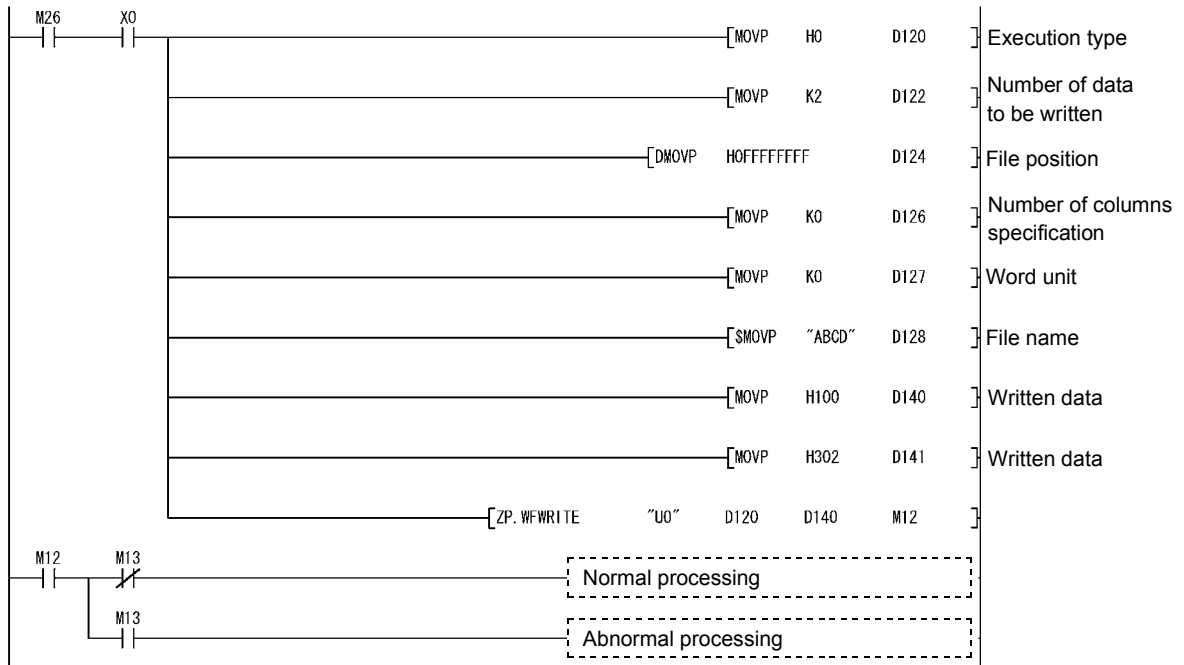 M26 X0
[MOVP H0 D120 ] Execution type
[MOVP K2 D122 ] Number of data
to be written
[DMOVP H0FFFFFFFF D124 ] File position
[MOVP K0 D126 ] Number of columns
specification
[MOVP K0 D127 ] Word unit
[$MOVP "ABCD" D128 ] File name
[MOVP H100 D140 ] Written data
[MOVP H302 D141 ] Written data
[ZP.WFWRITE "U0" D120 D140 M12 ]
M12 M13
Normal processing
M13
Abnormal processing